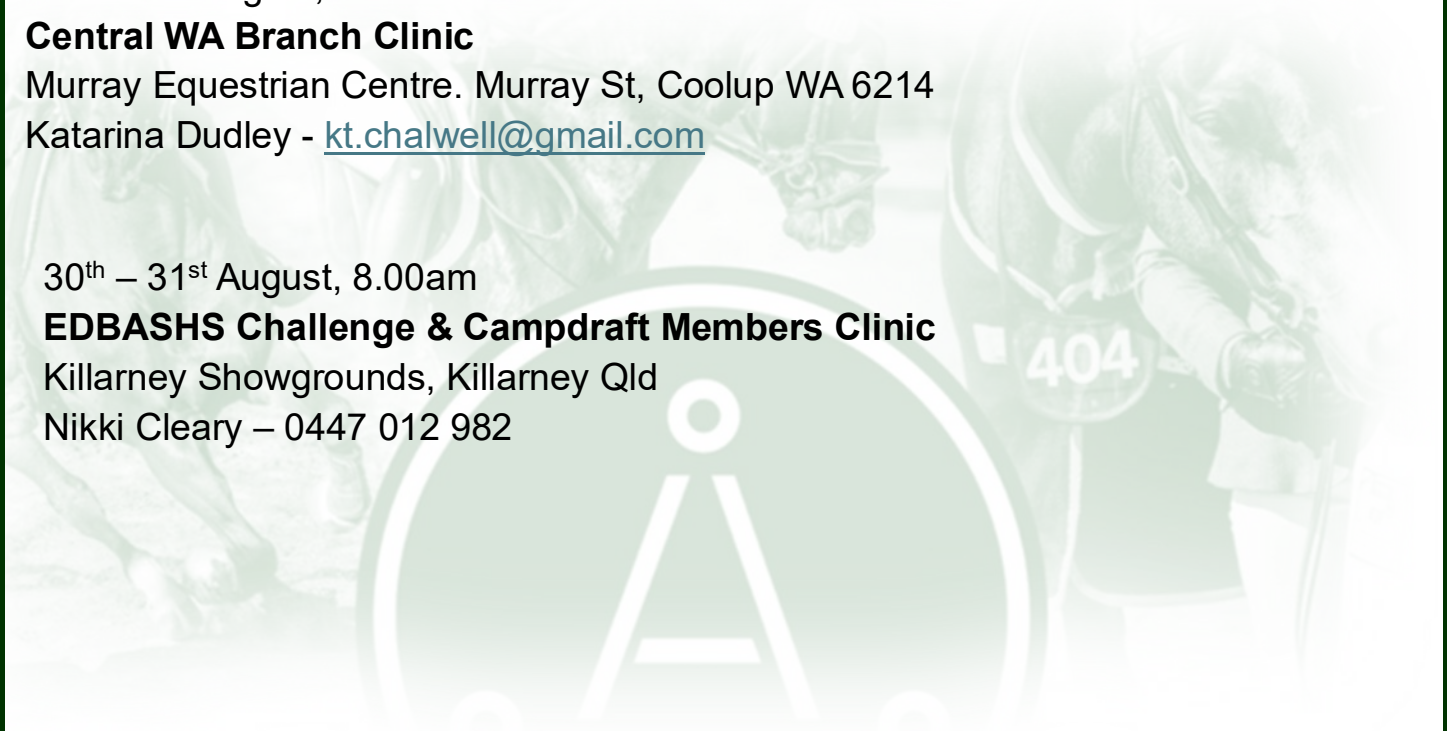 Central WA Branch Clinic
Murray Equestrian Centre. Murray St, Coolup WA 6214
Katarina Dudley - kt.chalwell@gmail.com
30th – 31st August, 8.00am
EDBASHS Challenge & Campdraft Members Clinic
Killarney Showgrounds, Killarney Qld
Nikki Cleary – 0447 012 982
404
Å